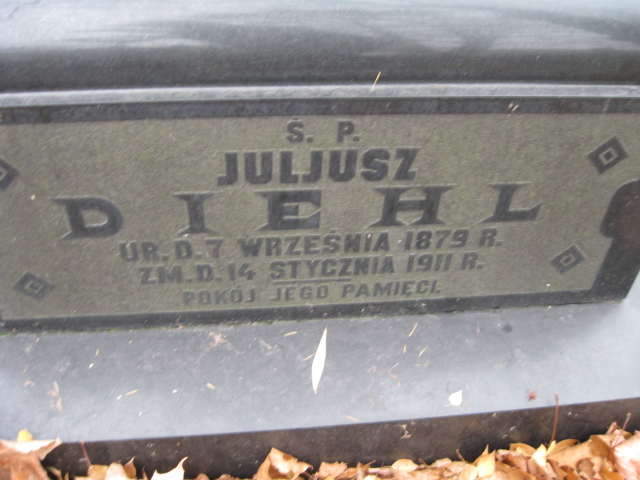 Ś. P.
JULJUSZ
DIEHL
UR. D. 7 WRZEŚNIA 1879 R.
ZM. D. 14 STYCZNIA 1911 R.
POKÓJ JEGO PAMIĘCI.